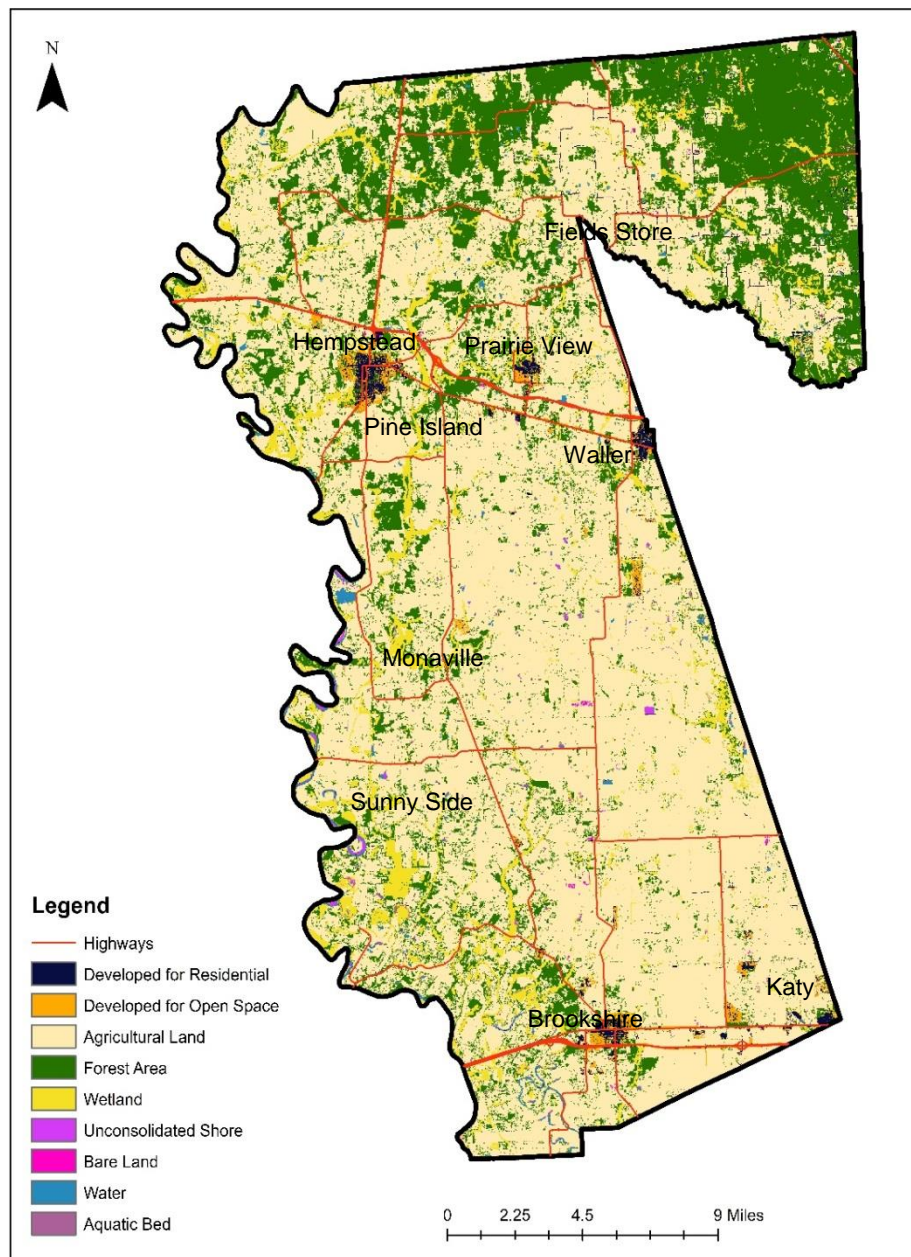 N
Fields Store
Hempstead
Prairie View
Pine Island
Waller
Monaville
Sunny Side
Katy
Brookshire
Legend
Highways
Developed for Residential
Developed for Open Space
Agricultural Land
Forest Area
Wetland
Unconsolidated Shore
Bare Land
Water
Aquatic Bed
0 2.25 4.5 9 Miles